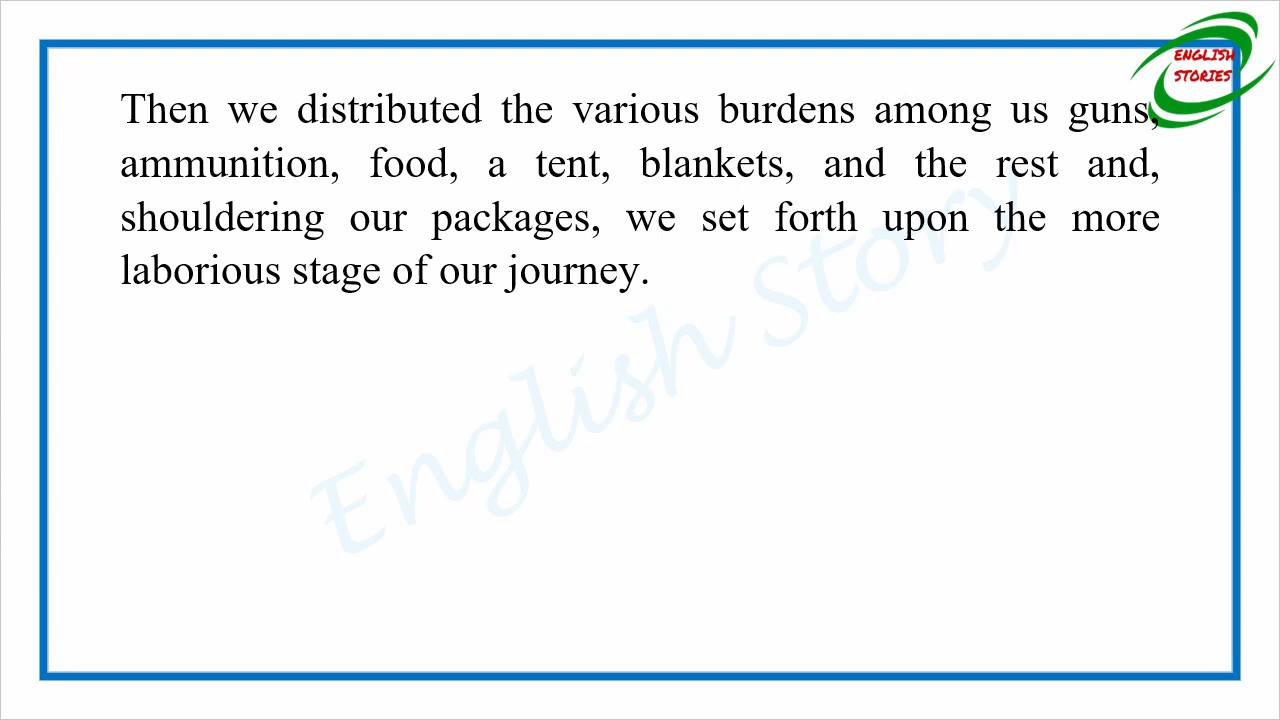 ENGLISH
STORIES
Then we distributed the various burdens among us guns,
ammunition, food, a tent, blankets, and the rest and,
shouldering our packages, we set forth upon the more
laborious stage of our journey.
English Story